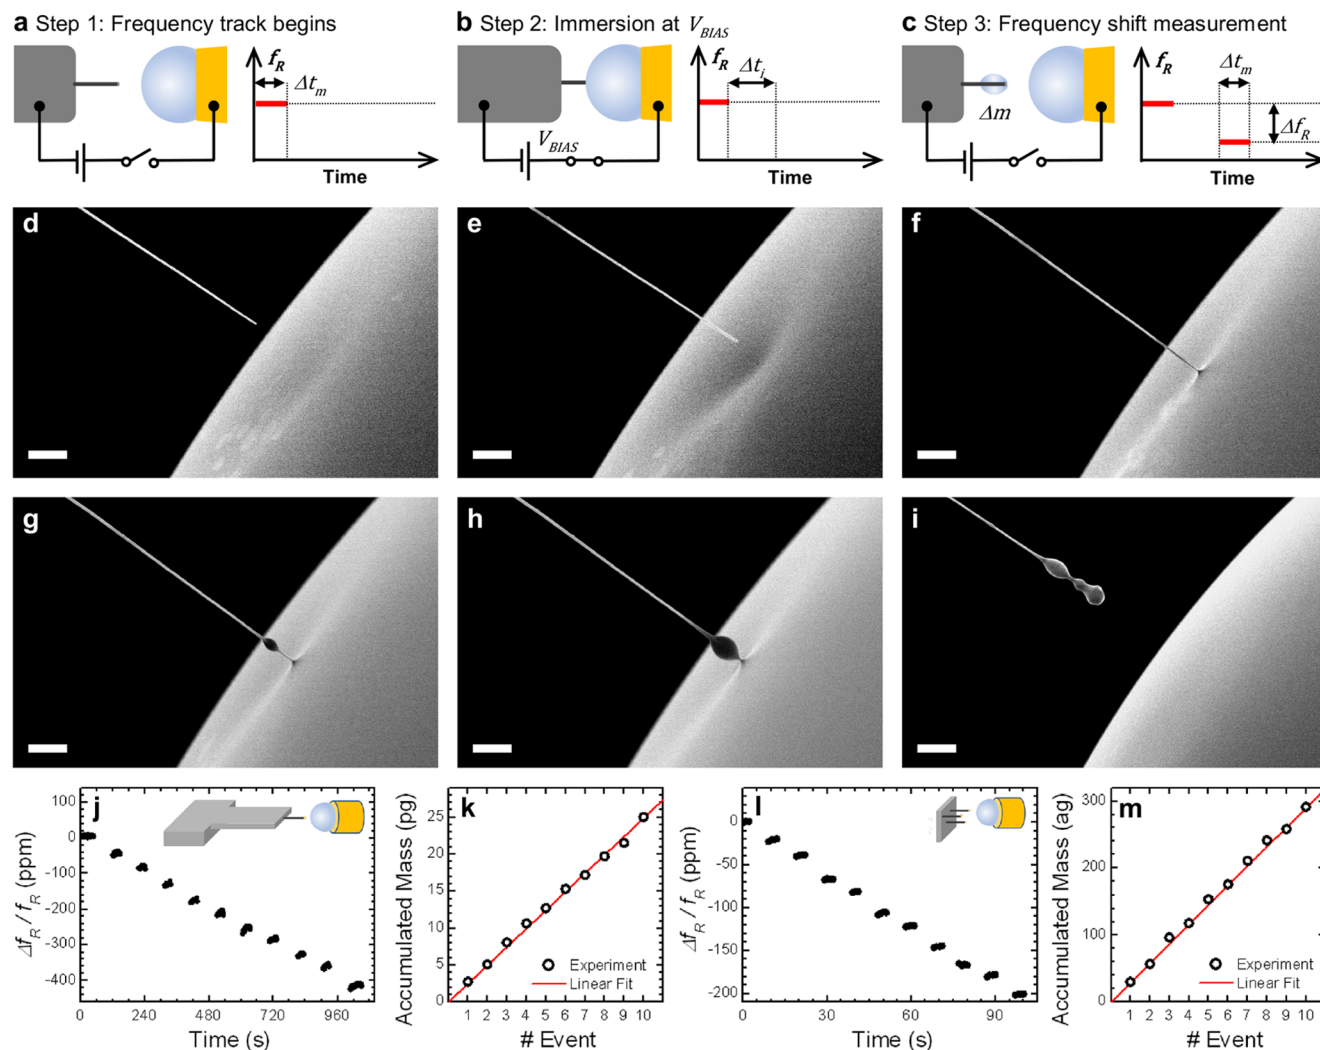 a Step 1: Frequency track begins
b Step 2: Immersion at V_BIAS
c Step 3: Frequency shift measurement
f_R
Δt_m
Time
V_BIAS
f_R
Δt_i
Time
Δm
f_R
Δt_m
Δf_R
Time
d
e
f
g
h
i
j
Δf_R / f_R (ppm)
100
0
-100
-200
-300
-400
0 240 480 720 960
Time (s)
k
Accumulated Mass (pg)
25
20
15
10
5
0
1 2 3 4 5 6 7 8 9 10
# Event
Experiment
Linear Fit
l
Δf_R / f_R (ppm)
0
-50
-100
-150
-200
0 30 60 90
Time (s)
m
Accumulated Mass (ag)
300
200
100
0
1 2 3 4 5 6 7 8 9 10
# Event
Experiment
Linear Fit